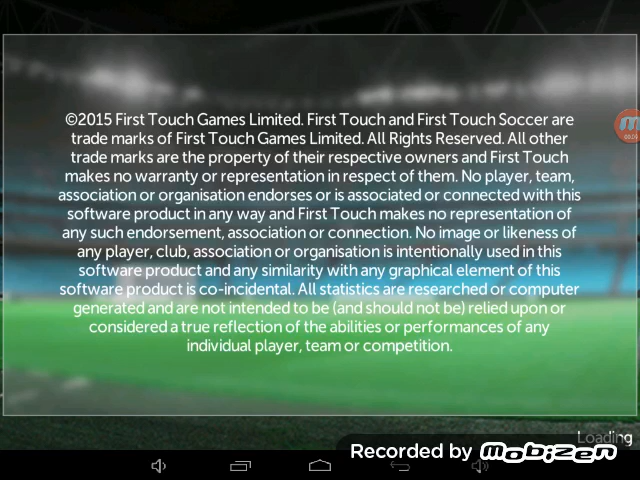 ©2015 First Touch Games Limited. First Touch and First Touch Soccer are
trade marks of First Touch Games Limited. All Rights Reserved. All other
trade marks are the property of their respective owners and First Touch
makes no warranty or representation in respect of them. No player, team,
association or organisation endorses or is associated or connected with this
software product in any way and First Touch makes no representation of
any such endorsement, association or connection. No image or likeness of
any player, club, association or organisation is intentionally used in this
software product and any similarity with any graphical element of this
software product is co-incidental. All statistics are researched or computer
generated and are not intended to be (and should not be) relied upon or
considered a true reflection of the abilities or performances of any
individual player, team or competition.
Loading
Recorded by Mobizen